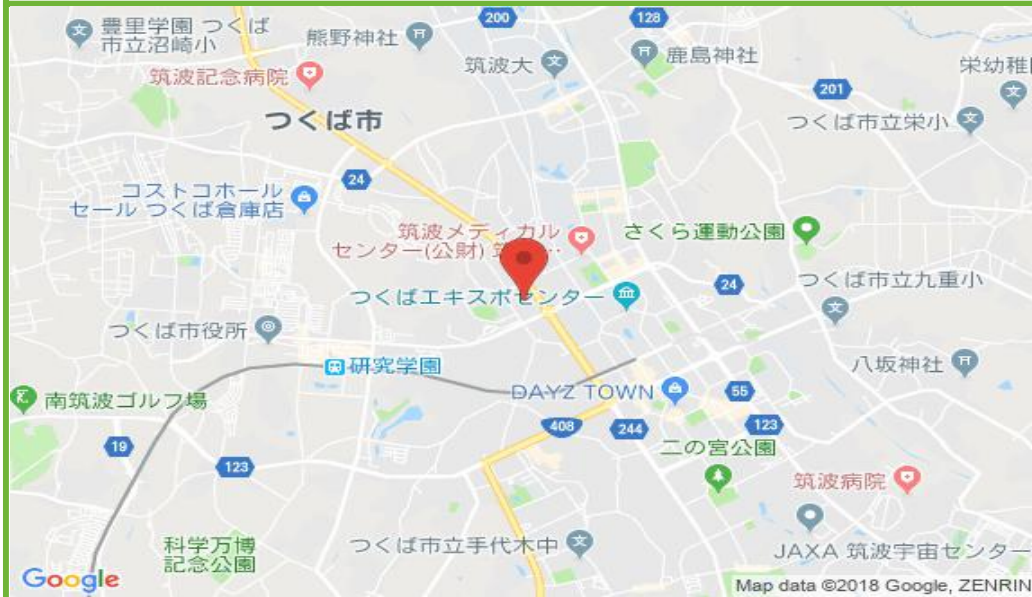 豊里学園 つくば
市立沼崎小
熊野神社
200
128
筑波大
鹿島神社
栄幼稚
筑波記念病院
201
つくば市
つくば市立栄小
24
コストコホール
セール つくば倉庫店
筑波メディカル
センター(公財)
さくら運動公園
つくばエキスポセンター
24
つくば市立九重小
つくば市役所
研究学園
八坂神社
南筑波ゴルフ場
DAYZ TOWN
55
408
244
123
19
123
二の宮公園
筑波病院
科学万博
記念公園
つくば市立手代木中
JAXA 筑波宇宙センター
Google
Map data ©2018 Google, ZENRIN